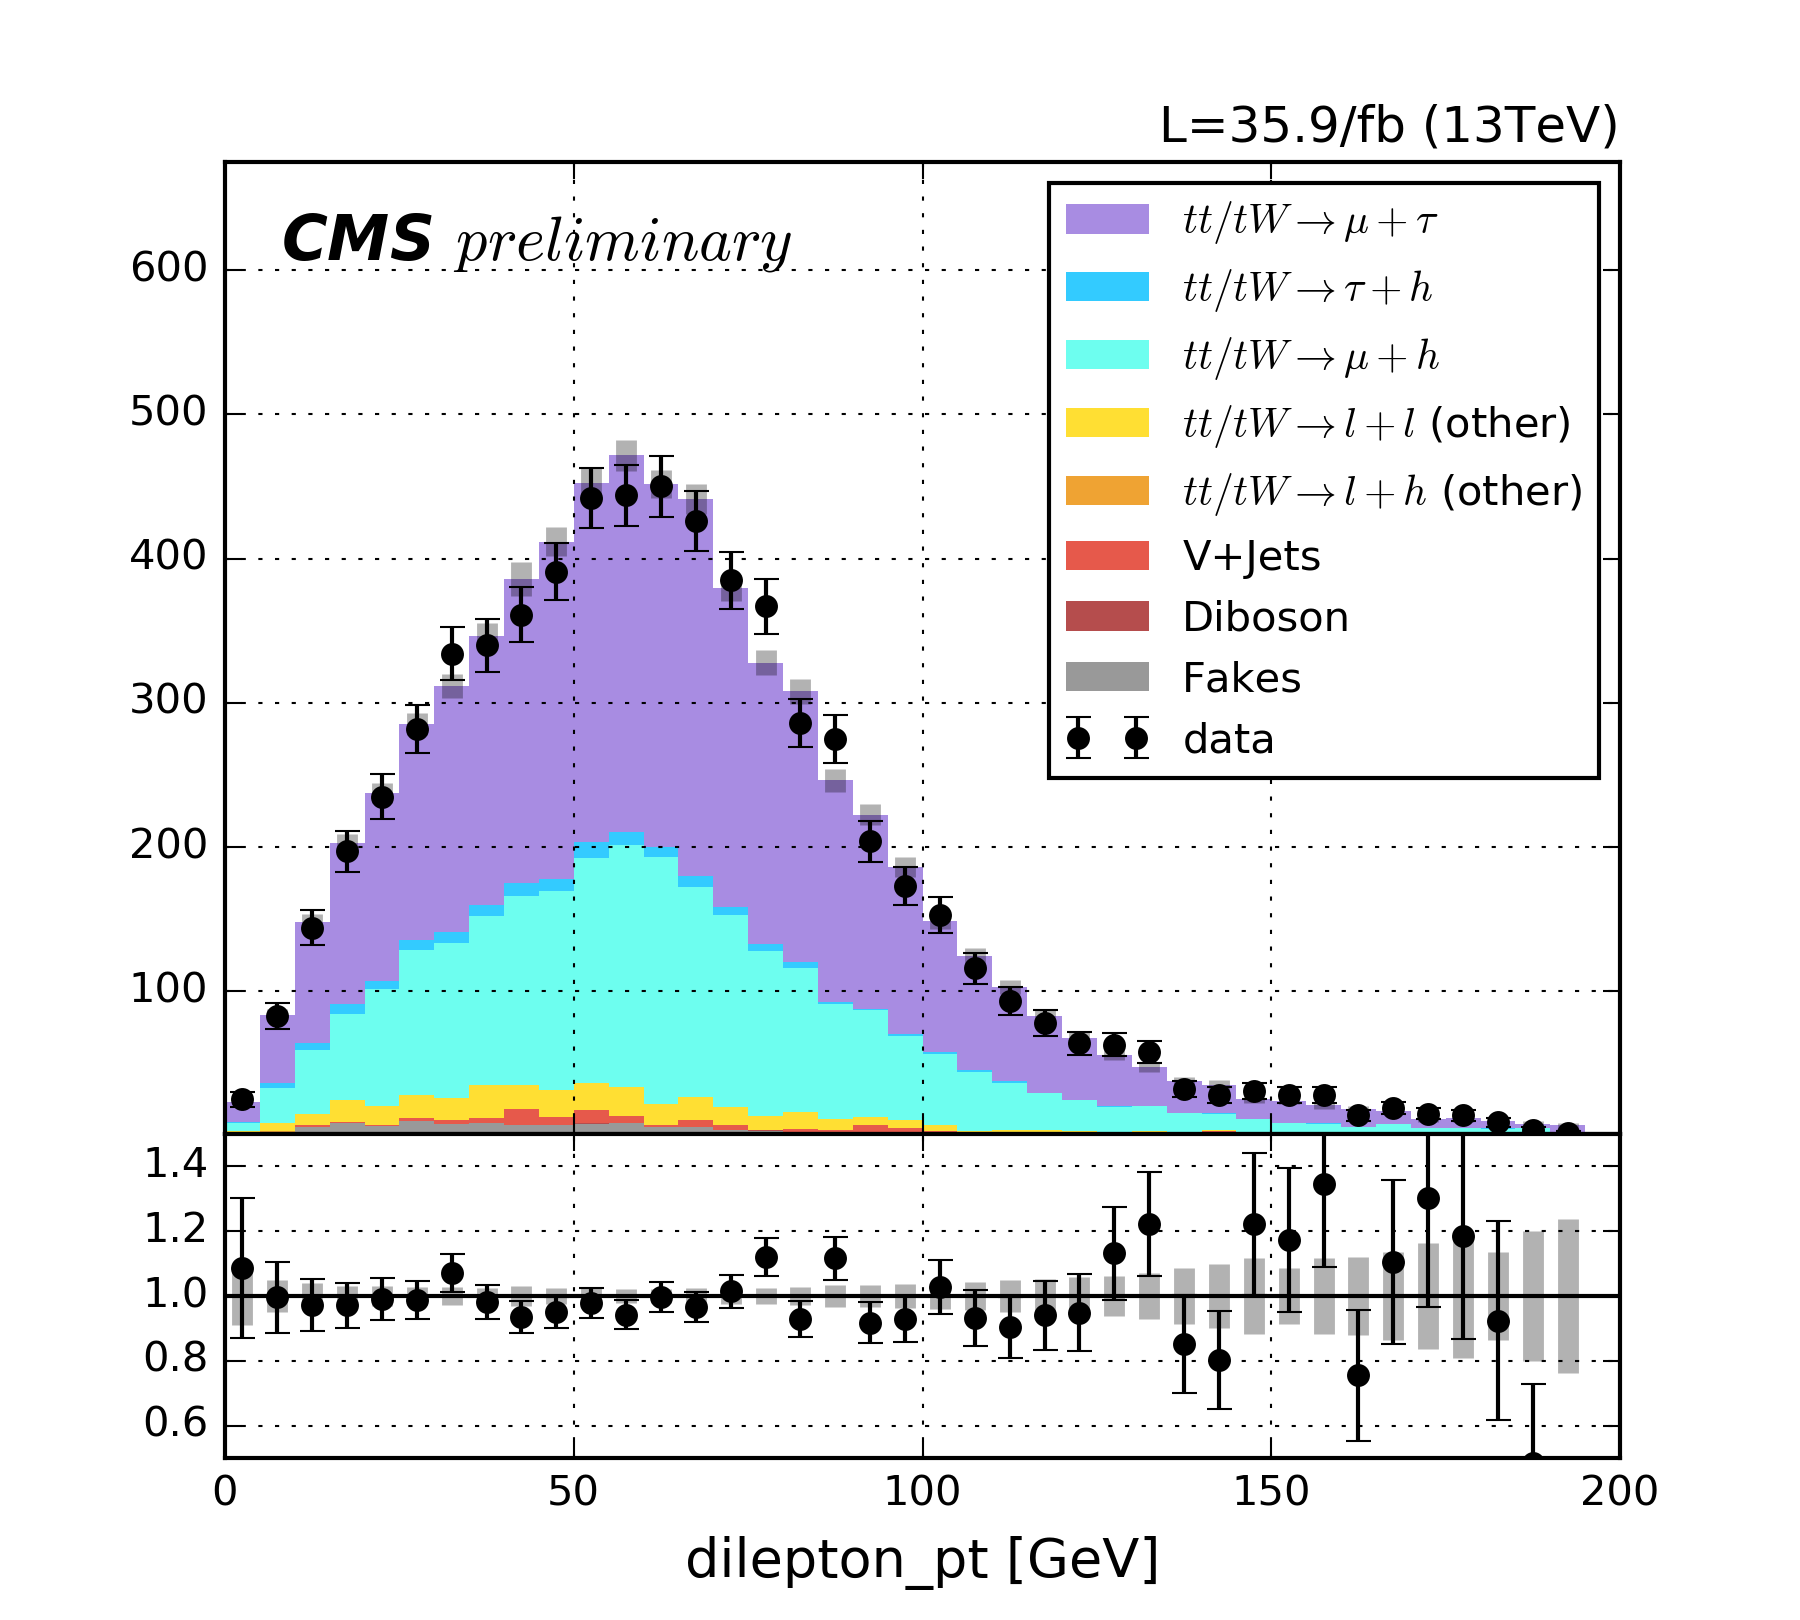 L=35.9/fb (13TeV)
CMS preliminary
tt/tW→μ+τ
tt/tW→τ+h
tt/tW→μ+h
tt/tW→l+l (other)
tt/tW→l+h (other)
V+Jets
Diboson
Fakes
data
600
500
400
300
200
100
1.4
1.2
1.0
0.8
0.6
0 50 100 150 200
dilepton_pt [GeV]